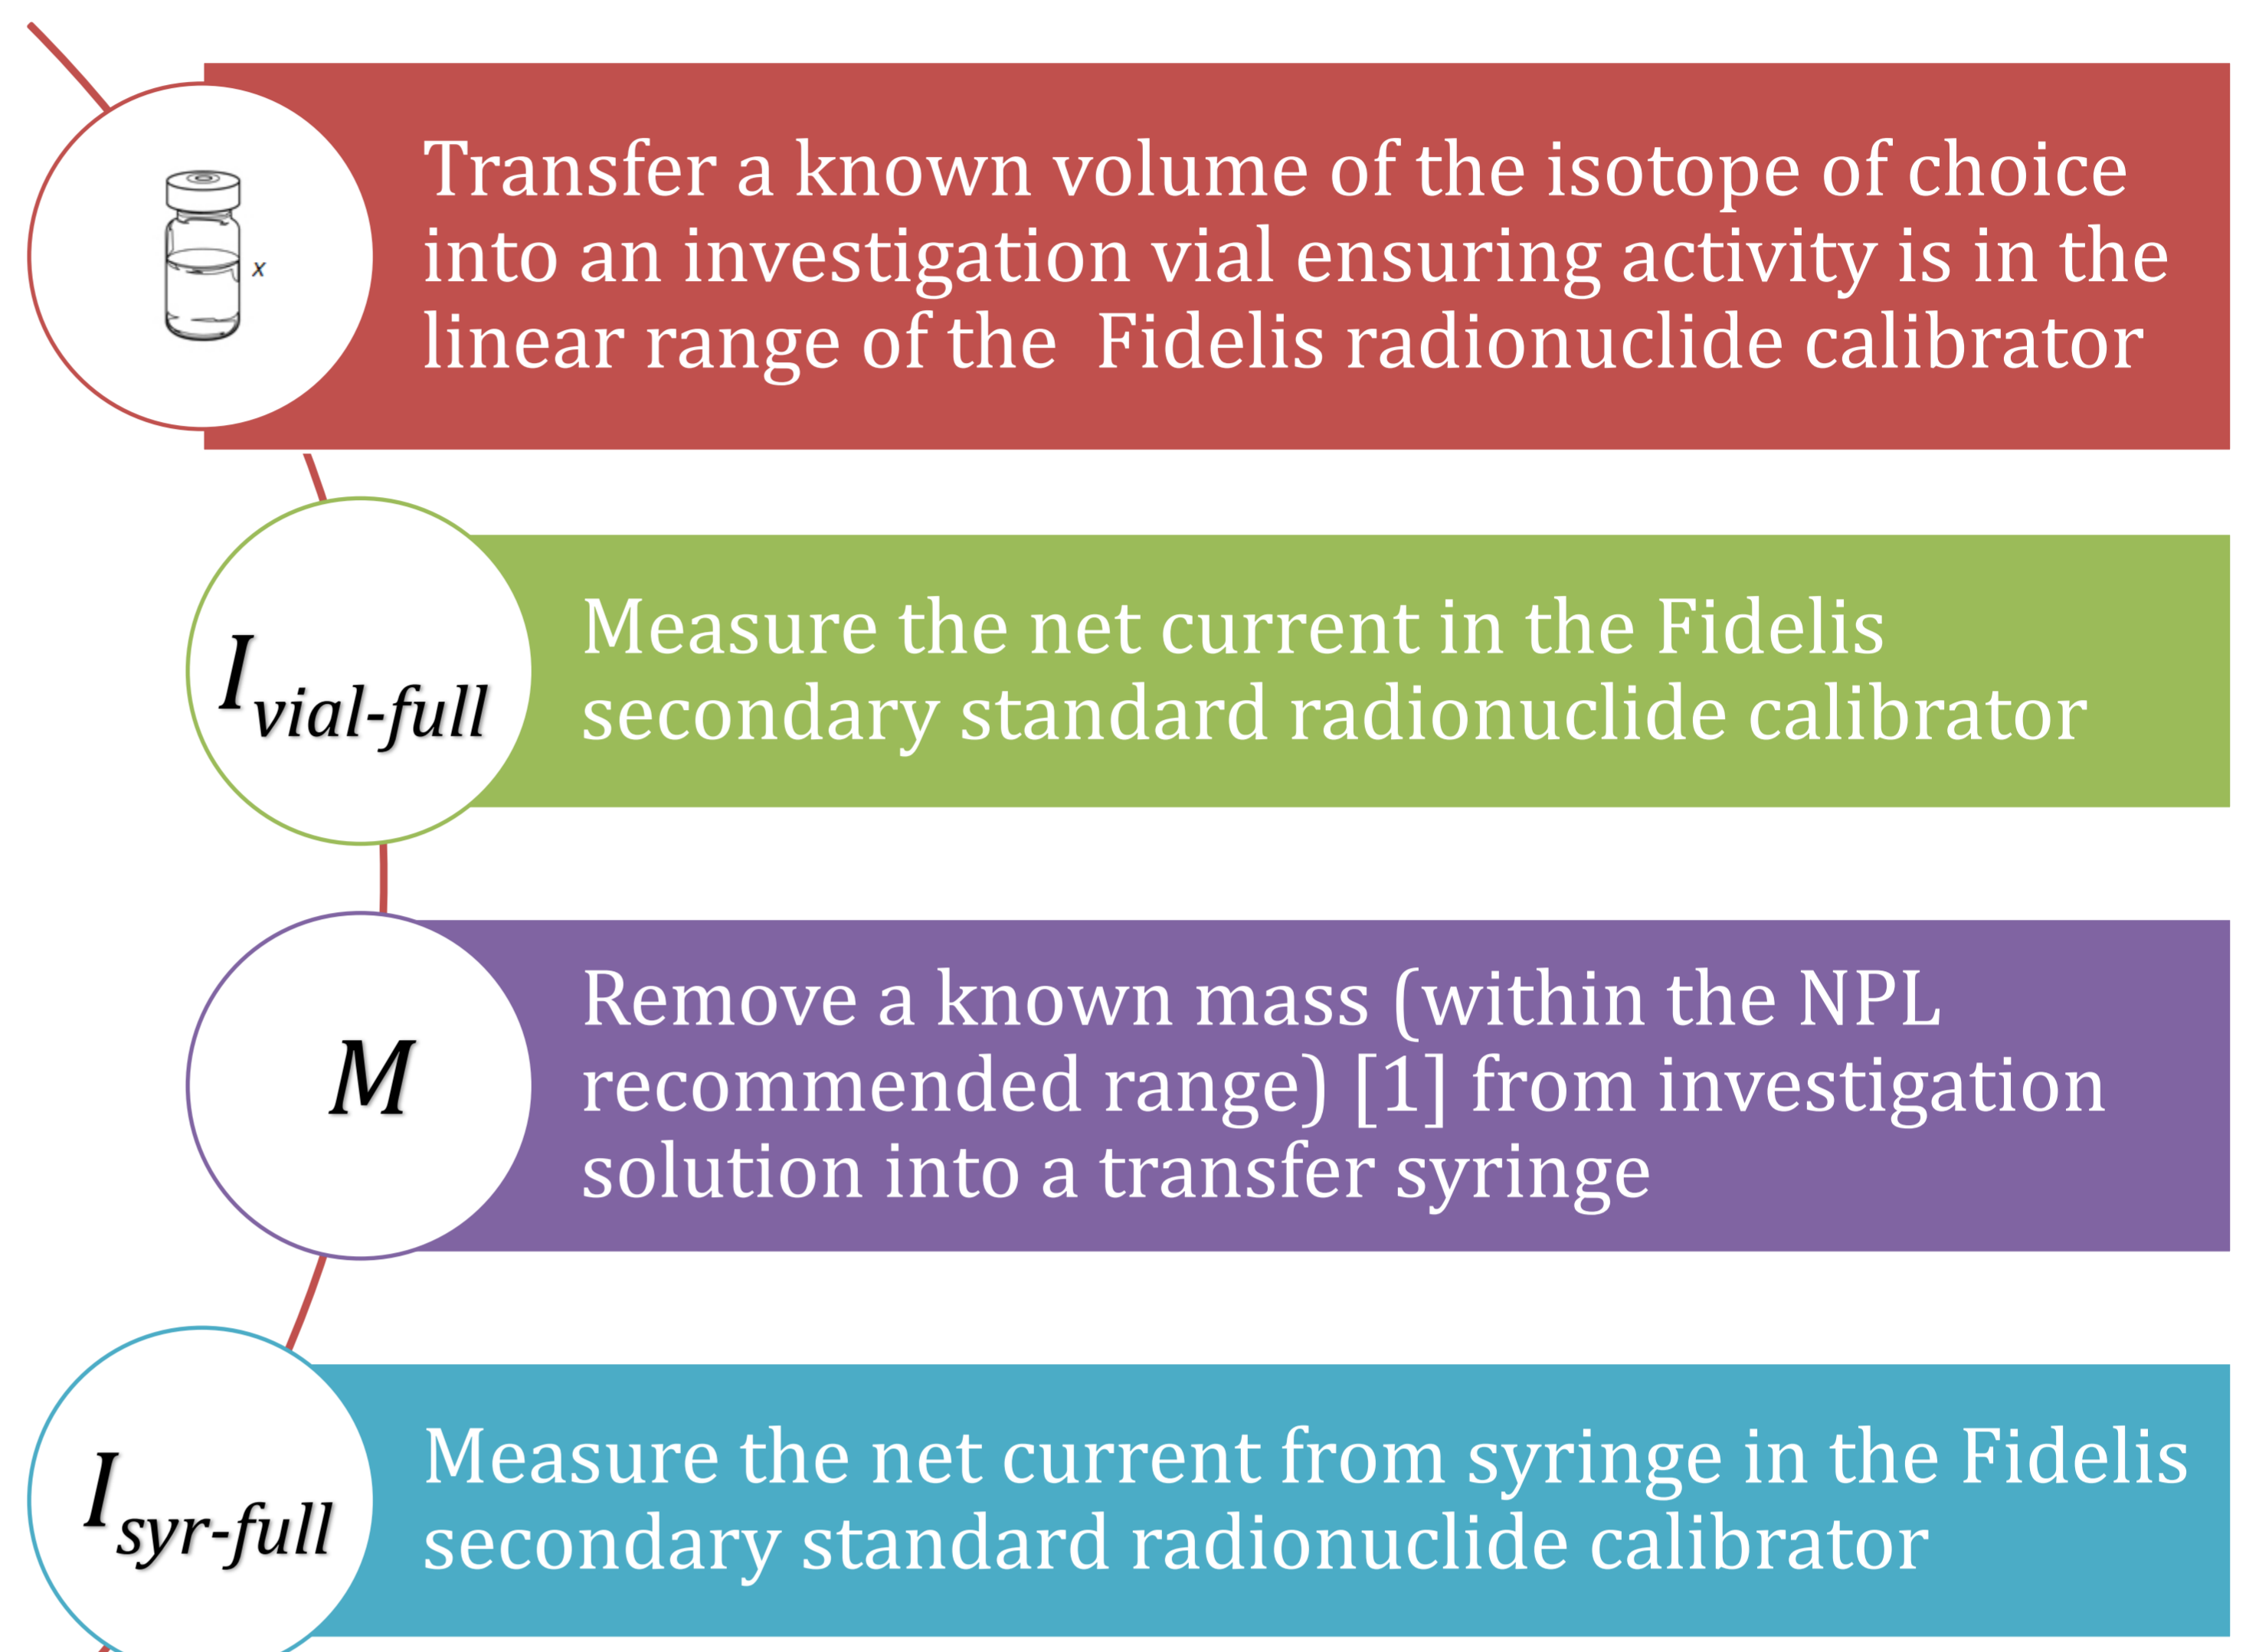 x
Transfer a known volume of the isotope of choice
into an investigation vial ensuring activity is in the
linear range of the  Fidelis radionuclide calibrator
I vial-full
Measure the net current in the Fidelis
secondary standard radionuclide calibrator
M
Remove a known mass (within the NPL
recommended range) [1] from investigation
solution into a transfer syringe
I syr-full
Measure the net current from syringe in the Fidelis
secondary standard radionuclide calibrator